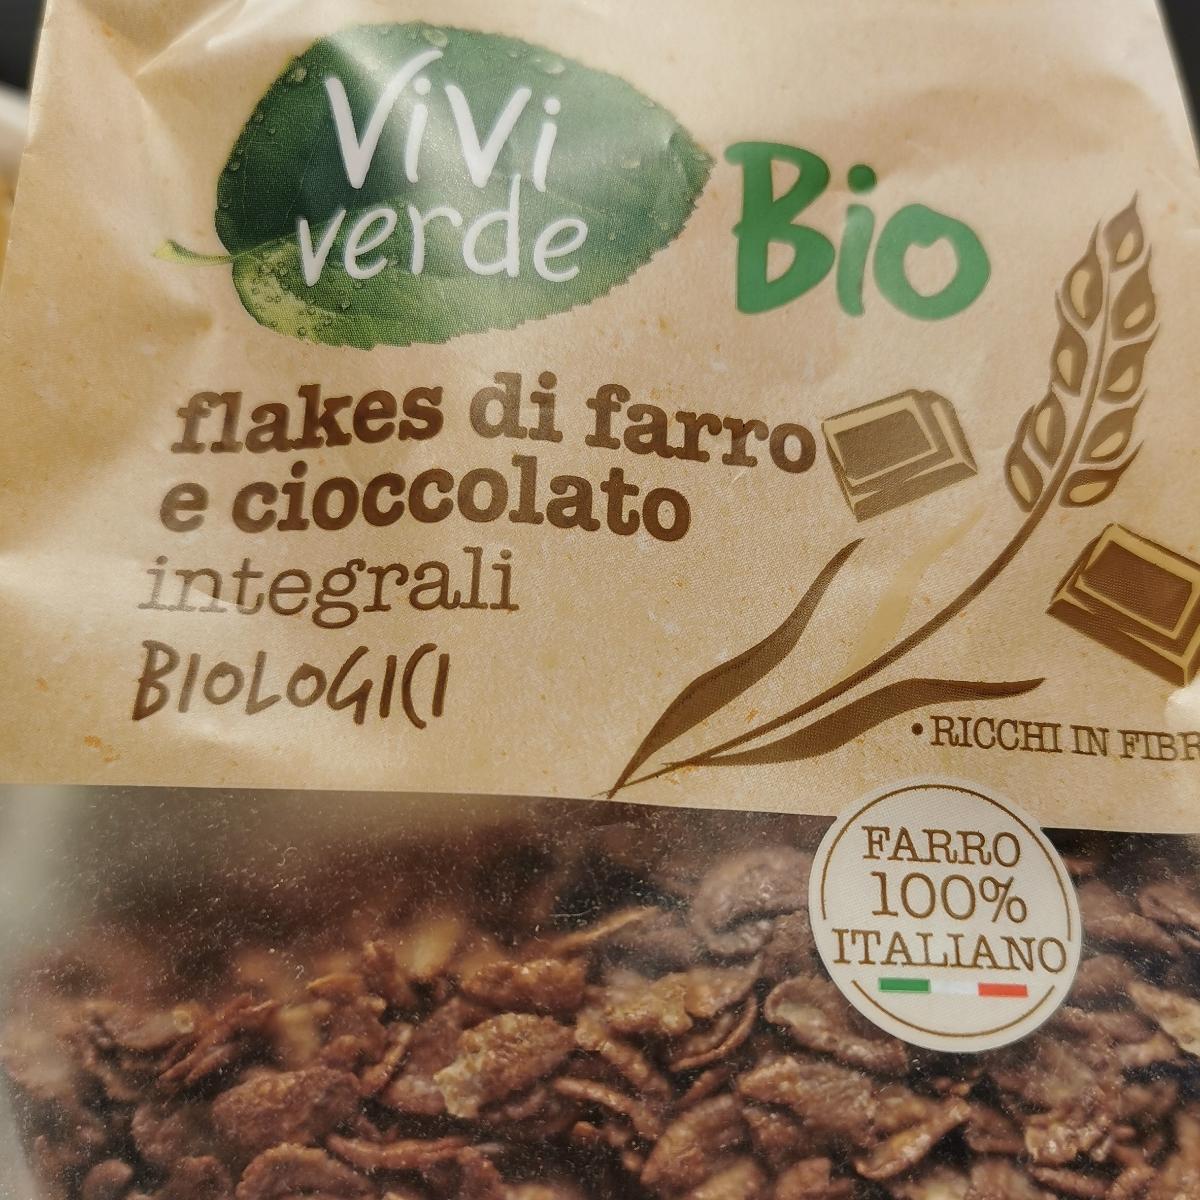 ViVi
verde
Bio
flakes di farro
e cioccolato
integrali
BIOLOGICI
• RICCHI IN FIBR
FARRO
100%
ITALIANO